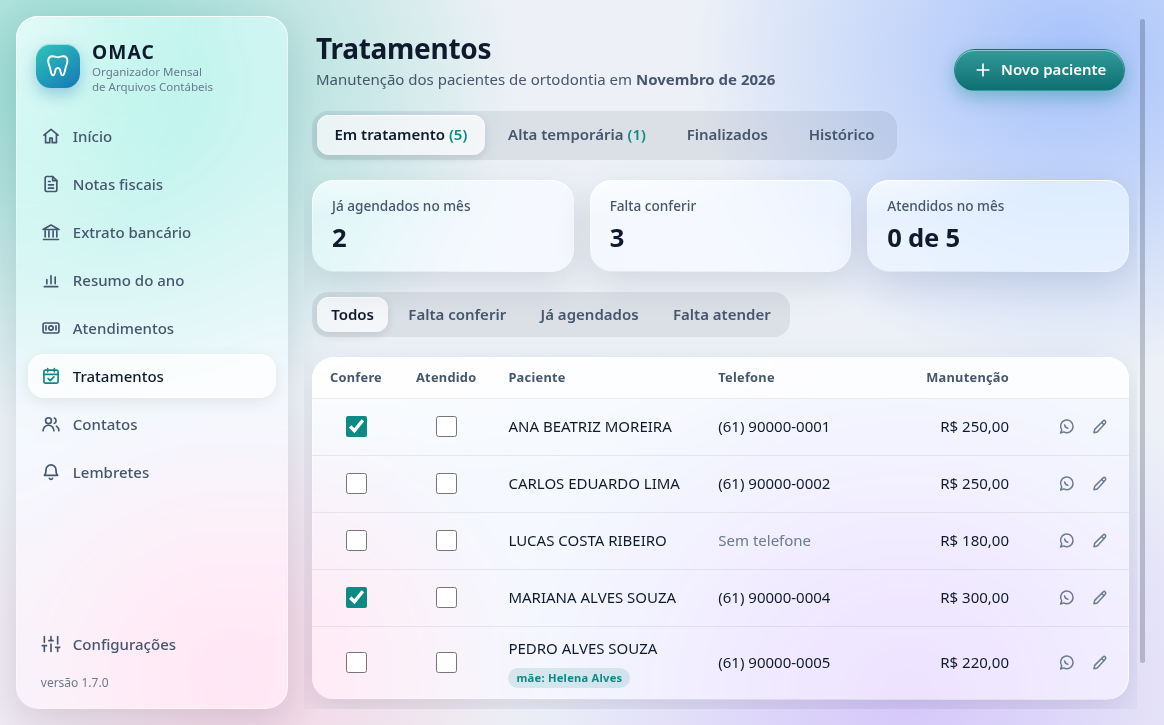 OMAC
Organizador Mensal
de Arquivos Contábeis
Início
Notas fiscais
Extrato bancário
Resumo do ano
Atendimentos
Tratamentos
Contatos
Lembretes
Configurações
versão 1.7.0
Tratamentos
Manutenção dos pacientes de ortodontia em Novembro de 2026
Novo paciente
Em tratamento (5) Alta temporária (1) Finalizados Histórico
Já agendados no mês
2
Falta conferir
3
Atendidos no mês
0 de 5
Todos Falta conferir Já agendados Falta atender
Confere Atendido Paciente Telefone Manutenção
ANA BEATRIZ MOREIRA (61) 90000-0001 R$ 250,00
CARLOS EDUARDO LIMA (61) 90000-0002 R$ 250,00
LUCAS COSTA RIBEIRO Sem telefone R$ 180,00
MARIANA ALVES SOUZA (61) 90000-0004 R$ 300,00
PEDRO ALVES SOUZA (61) 90000-0005 R$ 220,00
mãe: Helena Alves